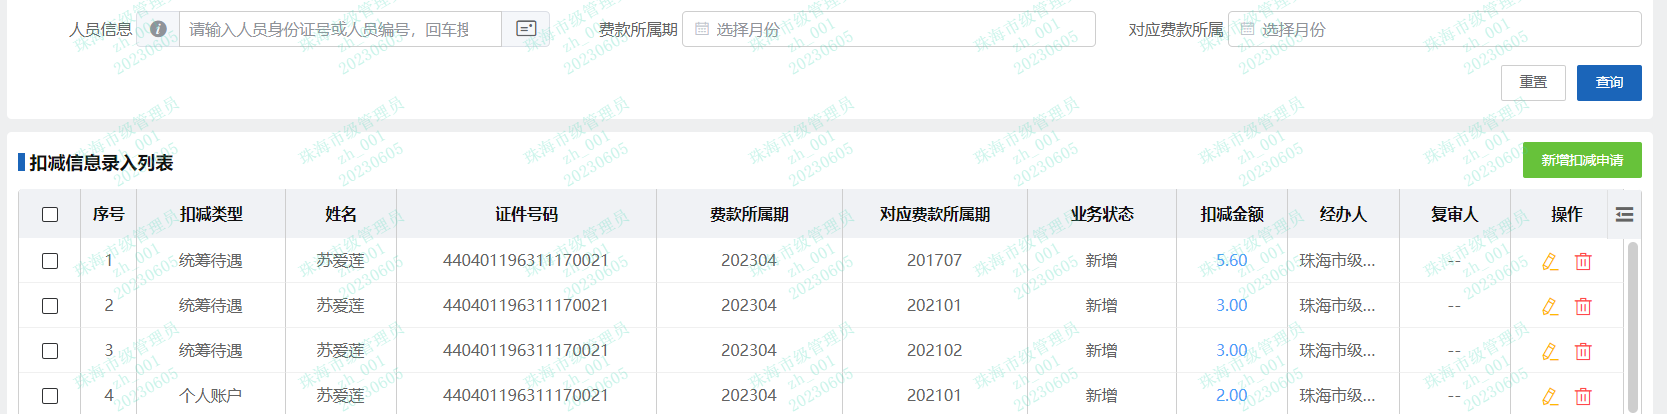 人员信息 请输入人员身份证号或人员编号，回车搜 费款所属期 选择月份 对应费款所属 选择月份
重置 查询
扣减信息录入列表 新增扣减申请
序号 扣减类型 姓名 证件号码 费款所属期 对应费款所属期 业务状态 扣减金额 经办人 复审人 操作
1 统筹待遇 苏爱莲 440401196311170021 202304 201707 新增 5.60 珠海市级... --
2 统筹待遇 苏爱莲 440401196311170021 202304 202101 新增 3.00 珠海市级... --
3 统筹待遇 苏爱莲 440401196311170021 202304 202102 新增 3.00 珠海市级... --
4 个人账户 苏爱莲 440401196311170021 202304 202101 新增 2.00 珠海市级... --
珠海市级管理员
zh_001
20230605